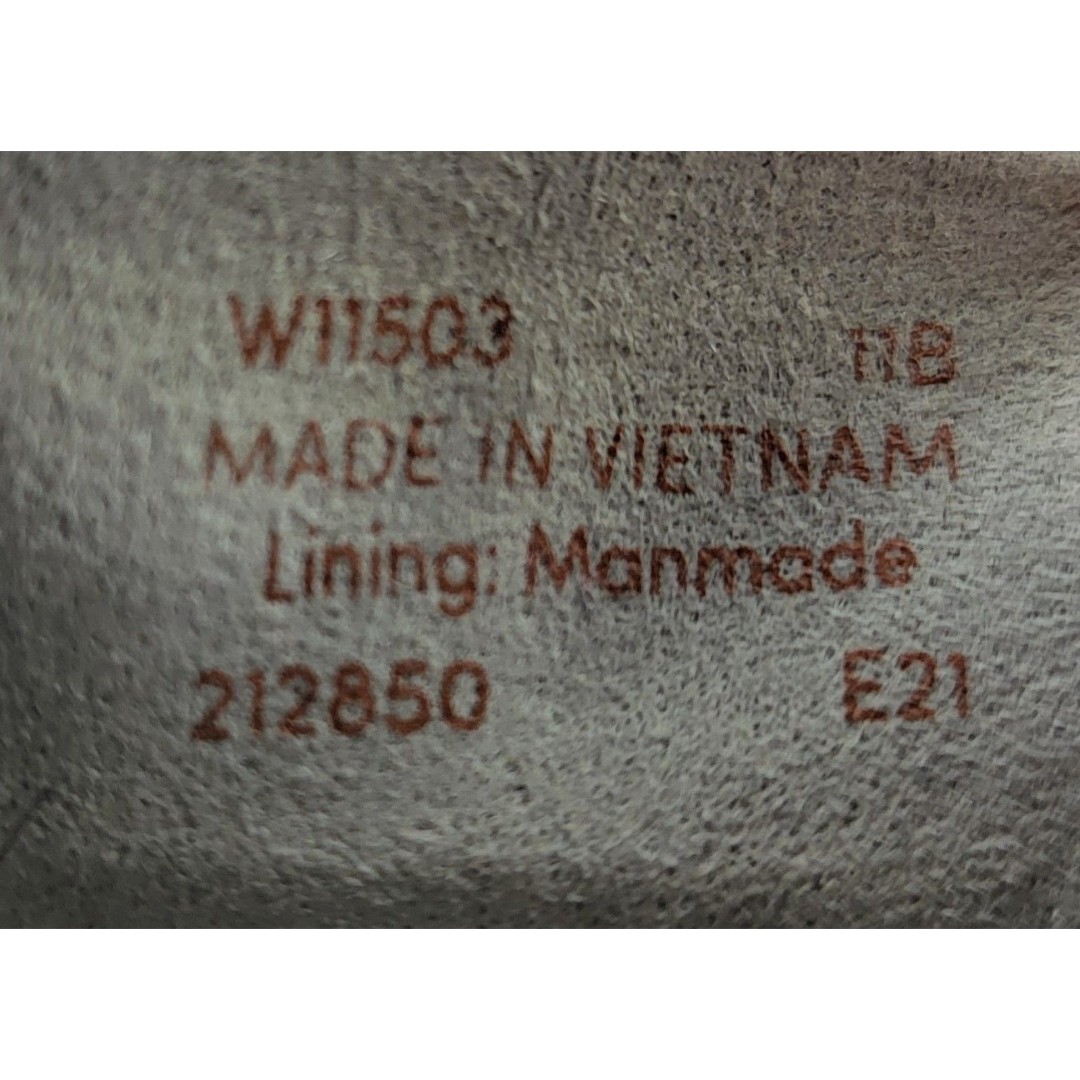 W11503 11B
MADE IN VIETNAM
Lining: Manmade
212850 E21